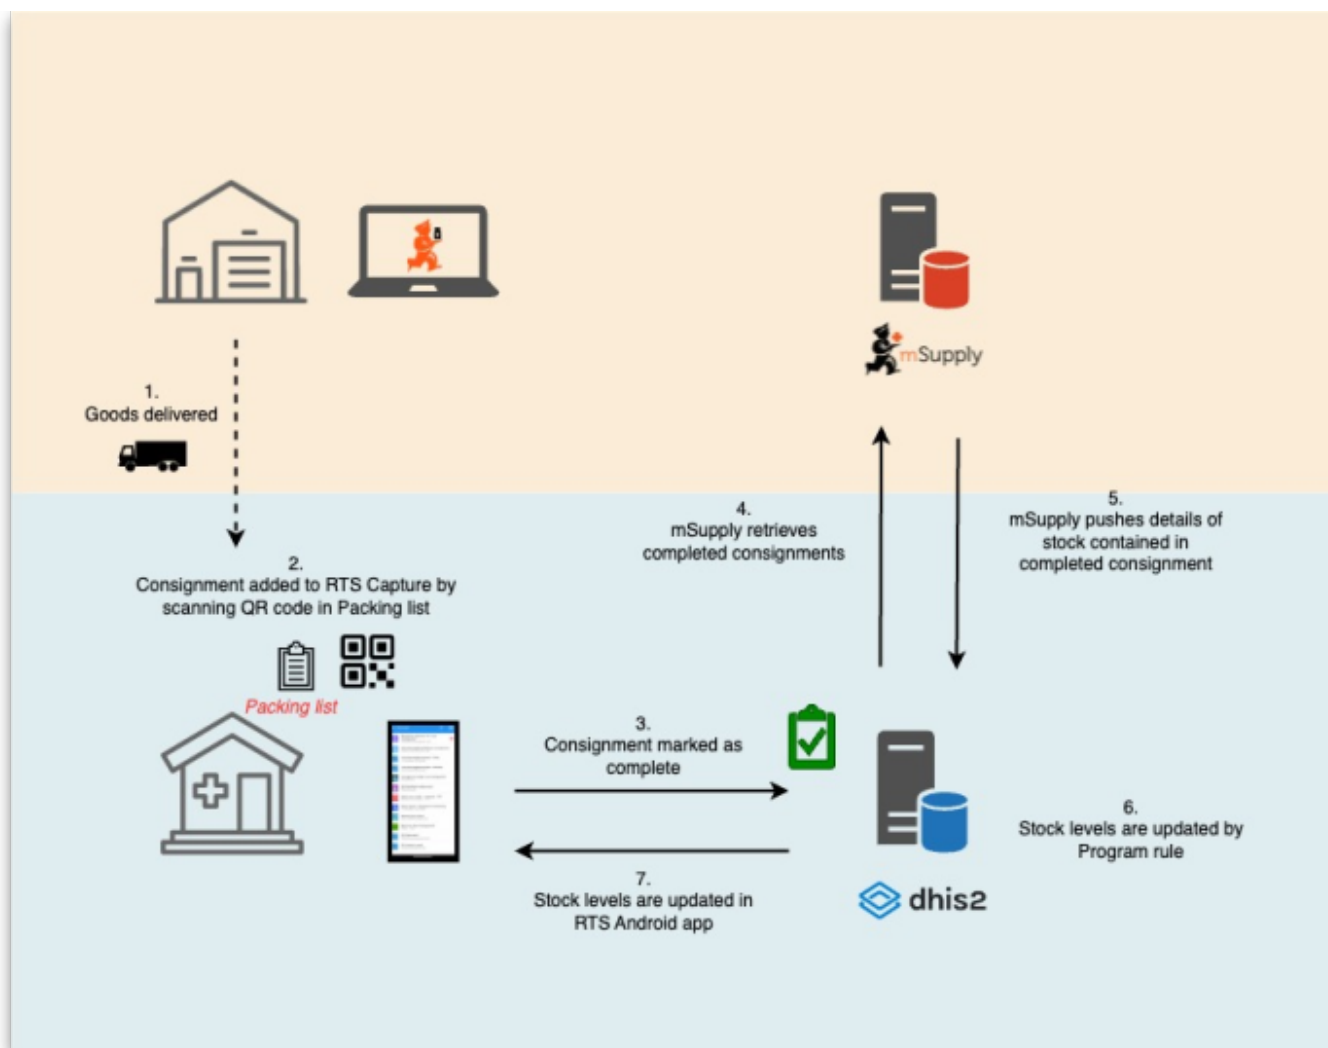 mSupply
1.
Goods delivered
4.
mSupply retrieves
completed consignments
5.
mSupply pushes details of
stock contained in
completed consignment
2.
Consignment added to RTS Capture by
scanning QR code in Packing list
Packing list
3.
Consignment marked as
complete
6.
Stock levels are updated by
Program rule
7.
Stock levels are updated in
RTS Android app
dhis2